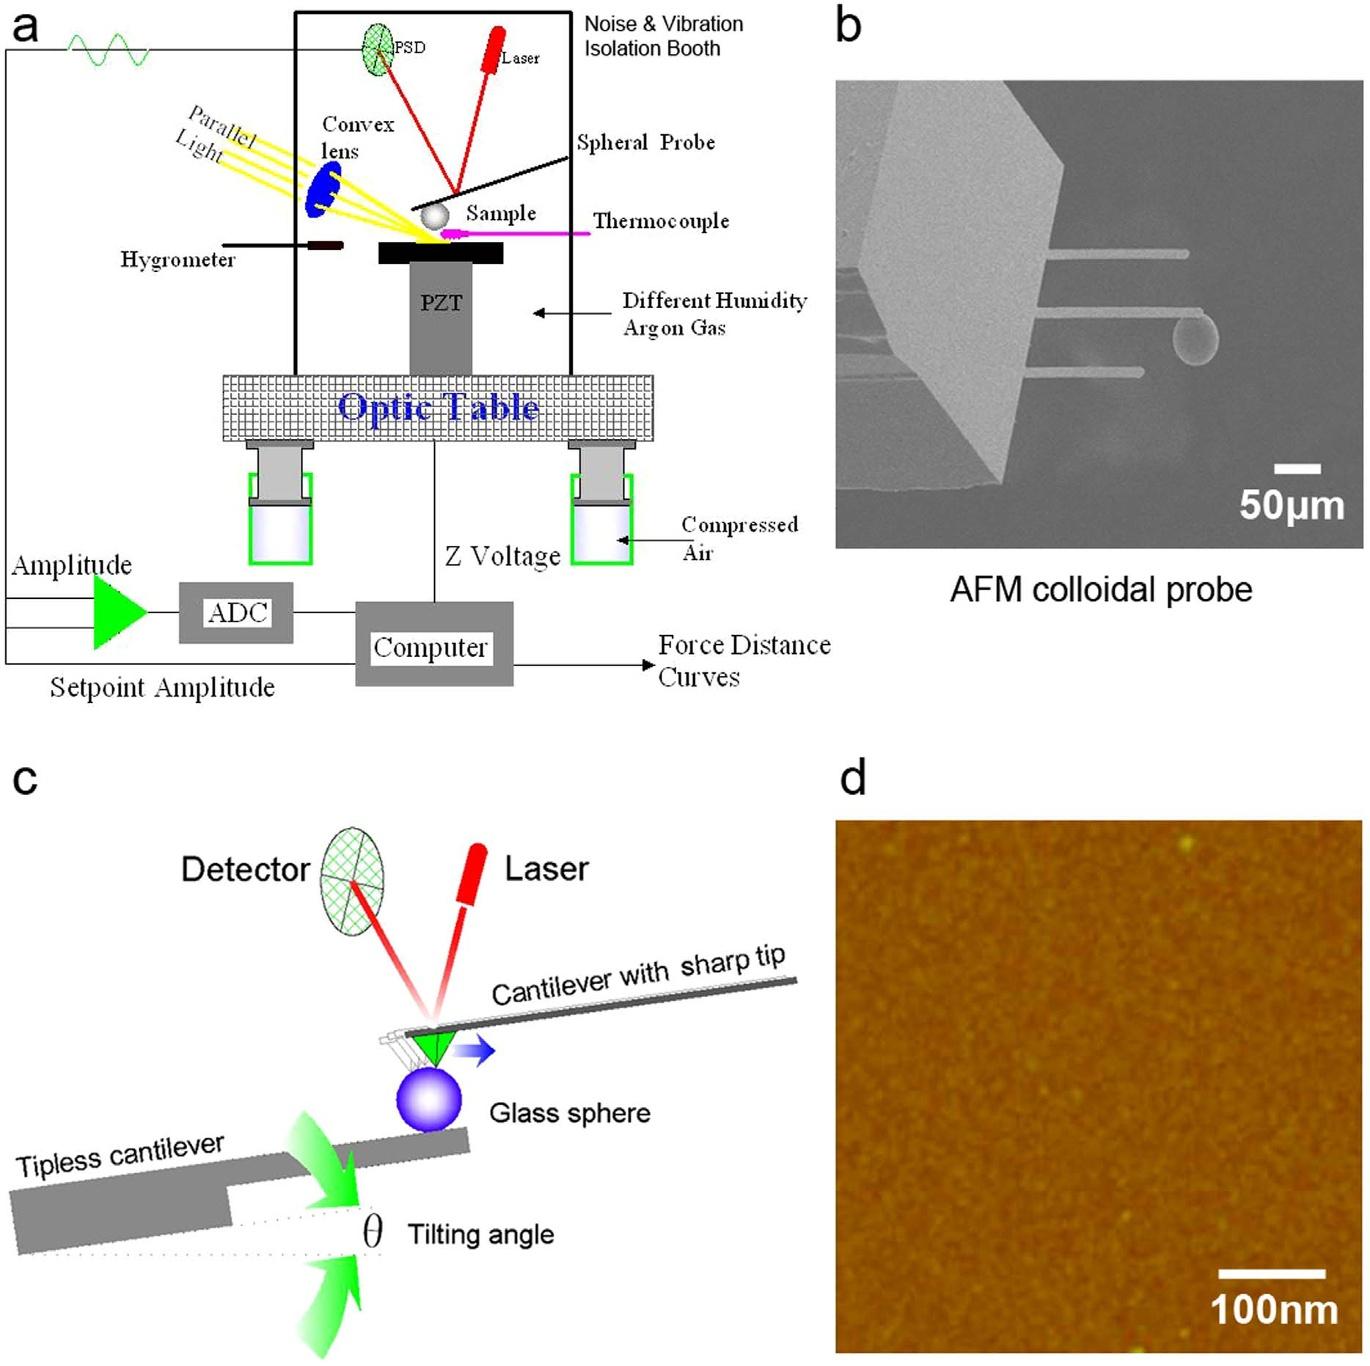 a
Noise & Vibration
Isolation Booth
PSD
Laser
Parallel
Light
Convex
lens
Spheral Probe
Sample
Thermocouple
Hygrometer
PZT
Different Humidity
Argon Gas
Optic Table
Compressed
Air
Z Voltage
Amplitude
ADC
Computer
Force Distance
Curves
Setpoint Amplitude
b
50μm
AFM colloidal probe
c
Detector
Laser
Cantilever with sharp tip
Glass sphere
Tipless cantilever
θ
Tilting angle
d
100nm